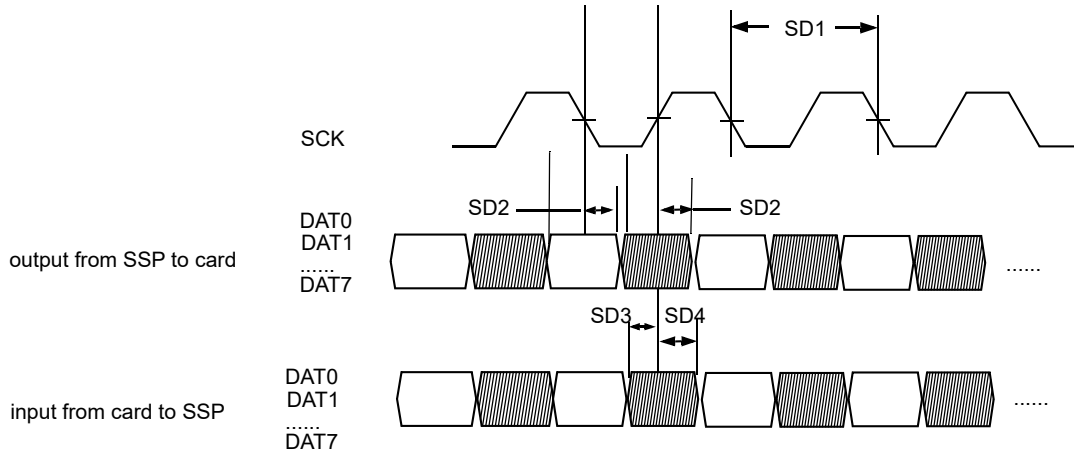 SD1
SCK
SD2
SD2
DAT0
DAT1
......
DAT7
output from SSP to card
......
SD3
SD4
DAT0
DAT1
......
DAT7
input from card to SSP
......